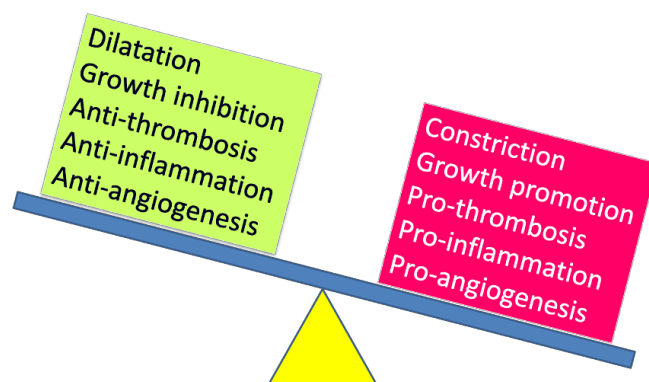 Dilatation
Growth inhibition
Anti-thrombosis
Anti-inflammation
Anti-angiogenesis
Constriction
Growth promotion
Pro-thrombosis
Pro-inflammation
Pro-angiogenesis